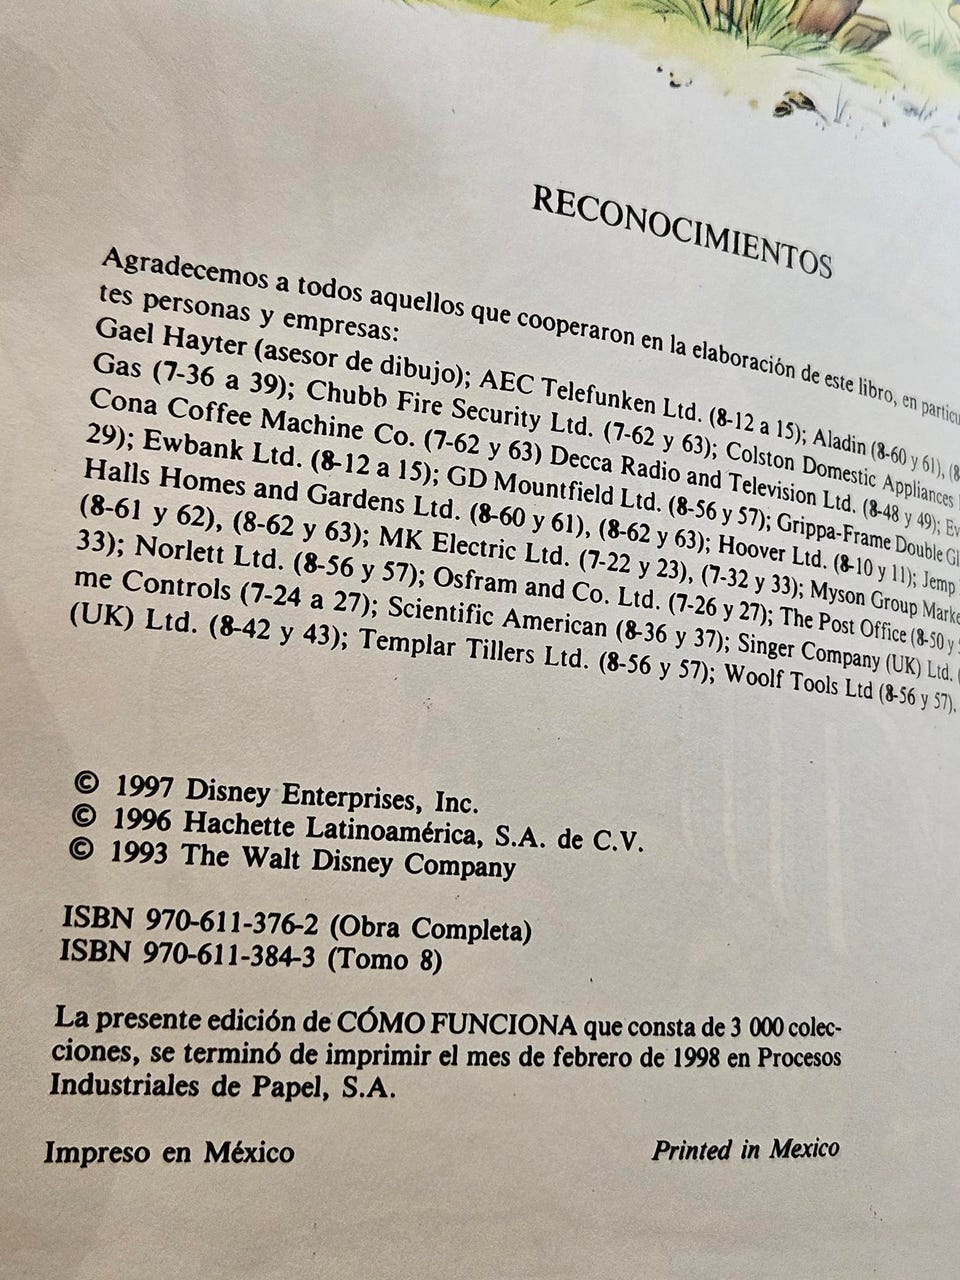 RECONOCIMIENTOS
Agradecemos a todos aquellos que cooperaron en la elaboración de este libro, en
tes personas y empresas:
Gael Hayter (asesor de dibujo); AEC Telefunken Ltd. (8-12 a 15); Aladin (8-60 y 61), (8
Gas (7-36 a 39); Chubb Fire Security Ltd. (7-62 y 63); Colston Domestic Appliances
Cona Coffee Machine Co. (7-62 y 63) Decca Radio and Television Ltd. (8-48 y 49);
29); Ewbank Ltd. (8-12 a 15); GD Mountfield Ltd. (8-56 y 57); Grippa-Frame Double
Halls Homes and Gardens Ltd. (8-60 y 61), (8-62 y 63); Hoover Ltd. (8-10 y 11); Jemp
(8-61 y 62), (8-62 y 63); MK Electric Ltd. (7-22 y 23), (7-32 y 33); Myson Group
33); Norlett Ltd. (8-56 y 57); Osfram and Co. Ltd. (7-26 y 27); The Post Office (8-50 y
me Controls (7-24 a 27); Scientific American (8-36 y 37); Singer Company (UK) Ltd.
(UK) Ltd. (8-42 y 43); Templar Tillers Ltd. (8-56 y 57); Woolf Tools Ltd (8-56 y 57).
© 1997 Disney Enterprises, Inc.
© 1996 Hachette Latinoamérica, S.A. de C.V.
© 1993 The Walt Disney Company
ISBN 970-611-376-2 (Obra Completa)
ISBN 970-611-384-3 (Tomo 8)
La presente edición de CÓMO FUNCIONA que consta de 3 000 colec-
ciones, se terminó de imprimir el mes de febrero de 1998 en Procesos
Industriales de Papel, S.A.
Impreso en México Printed in Mexico